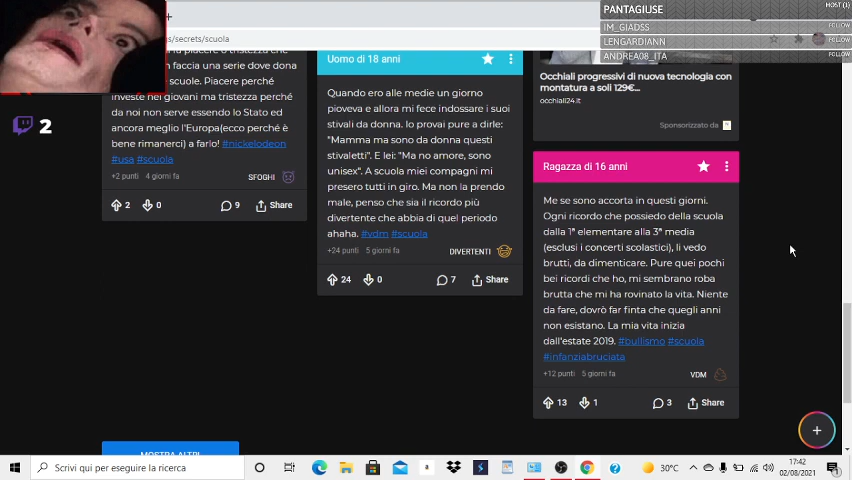 HOST (1)
PANTAGIUSE
IM_GIADSS
FOLLOW
LENGARDIANN
FOLLOW
ANDREA08_ITA
FOLLOW
s/secrets/scuola
2
faccia una serie dove dona
scuole. Piacere perché
investe nei giovani ma tristezza perché
da noi non serve essendo lo Stato ed
ancora meglio l'Europa(ecco perché è
bene rimanerci) a farlo! #nickelodeon
#usa #scuola
+2 punti 4 giorni fa
SFOGHI
2 0 9 Share
Uomo di 18 anni
Quando ero alle medie un giorno
pioveva e allora mi fece indossare i suoi
stivali da donna. Io provai pure a dirle:
"Mamma ma sono da donna questi
stivaletti". E lei: "Ma no amore, sono
unisex". A scuola miei compagni mi
presero tutti in giro. Ma non la prendo
male, penso che sia il ricordo più
divertente che abbia di quel periodo
ahaha. #vdm #scuola
+24 punti 5 giorni fa
DIVERTENTI
24 0 7 Share
Occhiali progressivi di nuova tecnologia con
montatura a soli 129€...
occhiali24.it
Sponsorizzato da
Ragazza di 16 anni
Me se sono accorta in questi giorni.
Ogni ricordo che possiedo della scuola
dalla 1ª elementare alla 3ª media
(esclusi i concerti scolastici), li vedo
brutti, da dimenticare. Pure quei pochi
bei ricordi che ho, mi sembrano roba
brutta che mi ha rovinato la vita. Niente
da fare, dovrò far finta che quegli anni
non esistano. La mia vita inizia
dall'estate 2019. #bullismo #scuola
#infanziabruciata
+12 punti 5 giorni fa
VDM
13 1 3 Share
+
MOSTRA ALTRI
Scrivi qui per eseguire la ricerca
30°C
17:42
02/08/2021